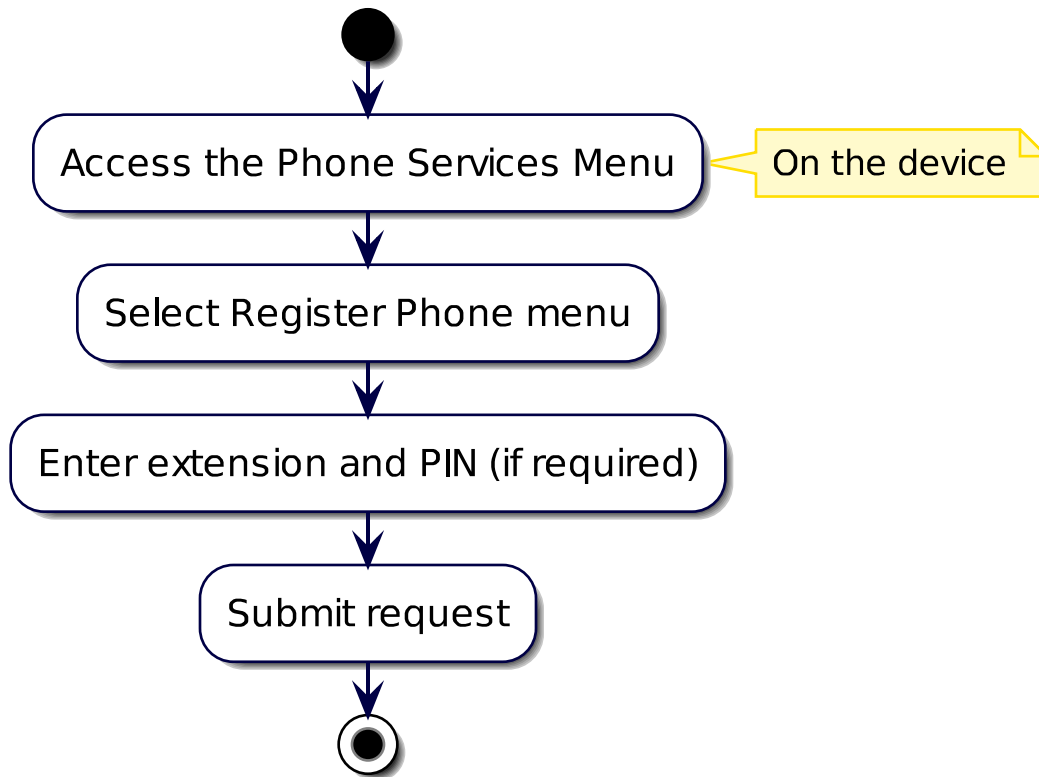 Access the Phone Services Menu
On the device
Select Register Phone menu
Enter extension and PIN (if required)
Submit request